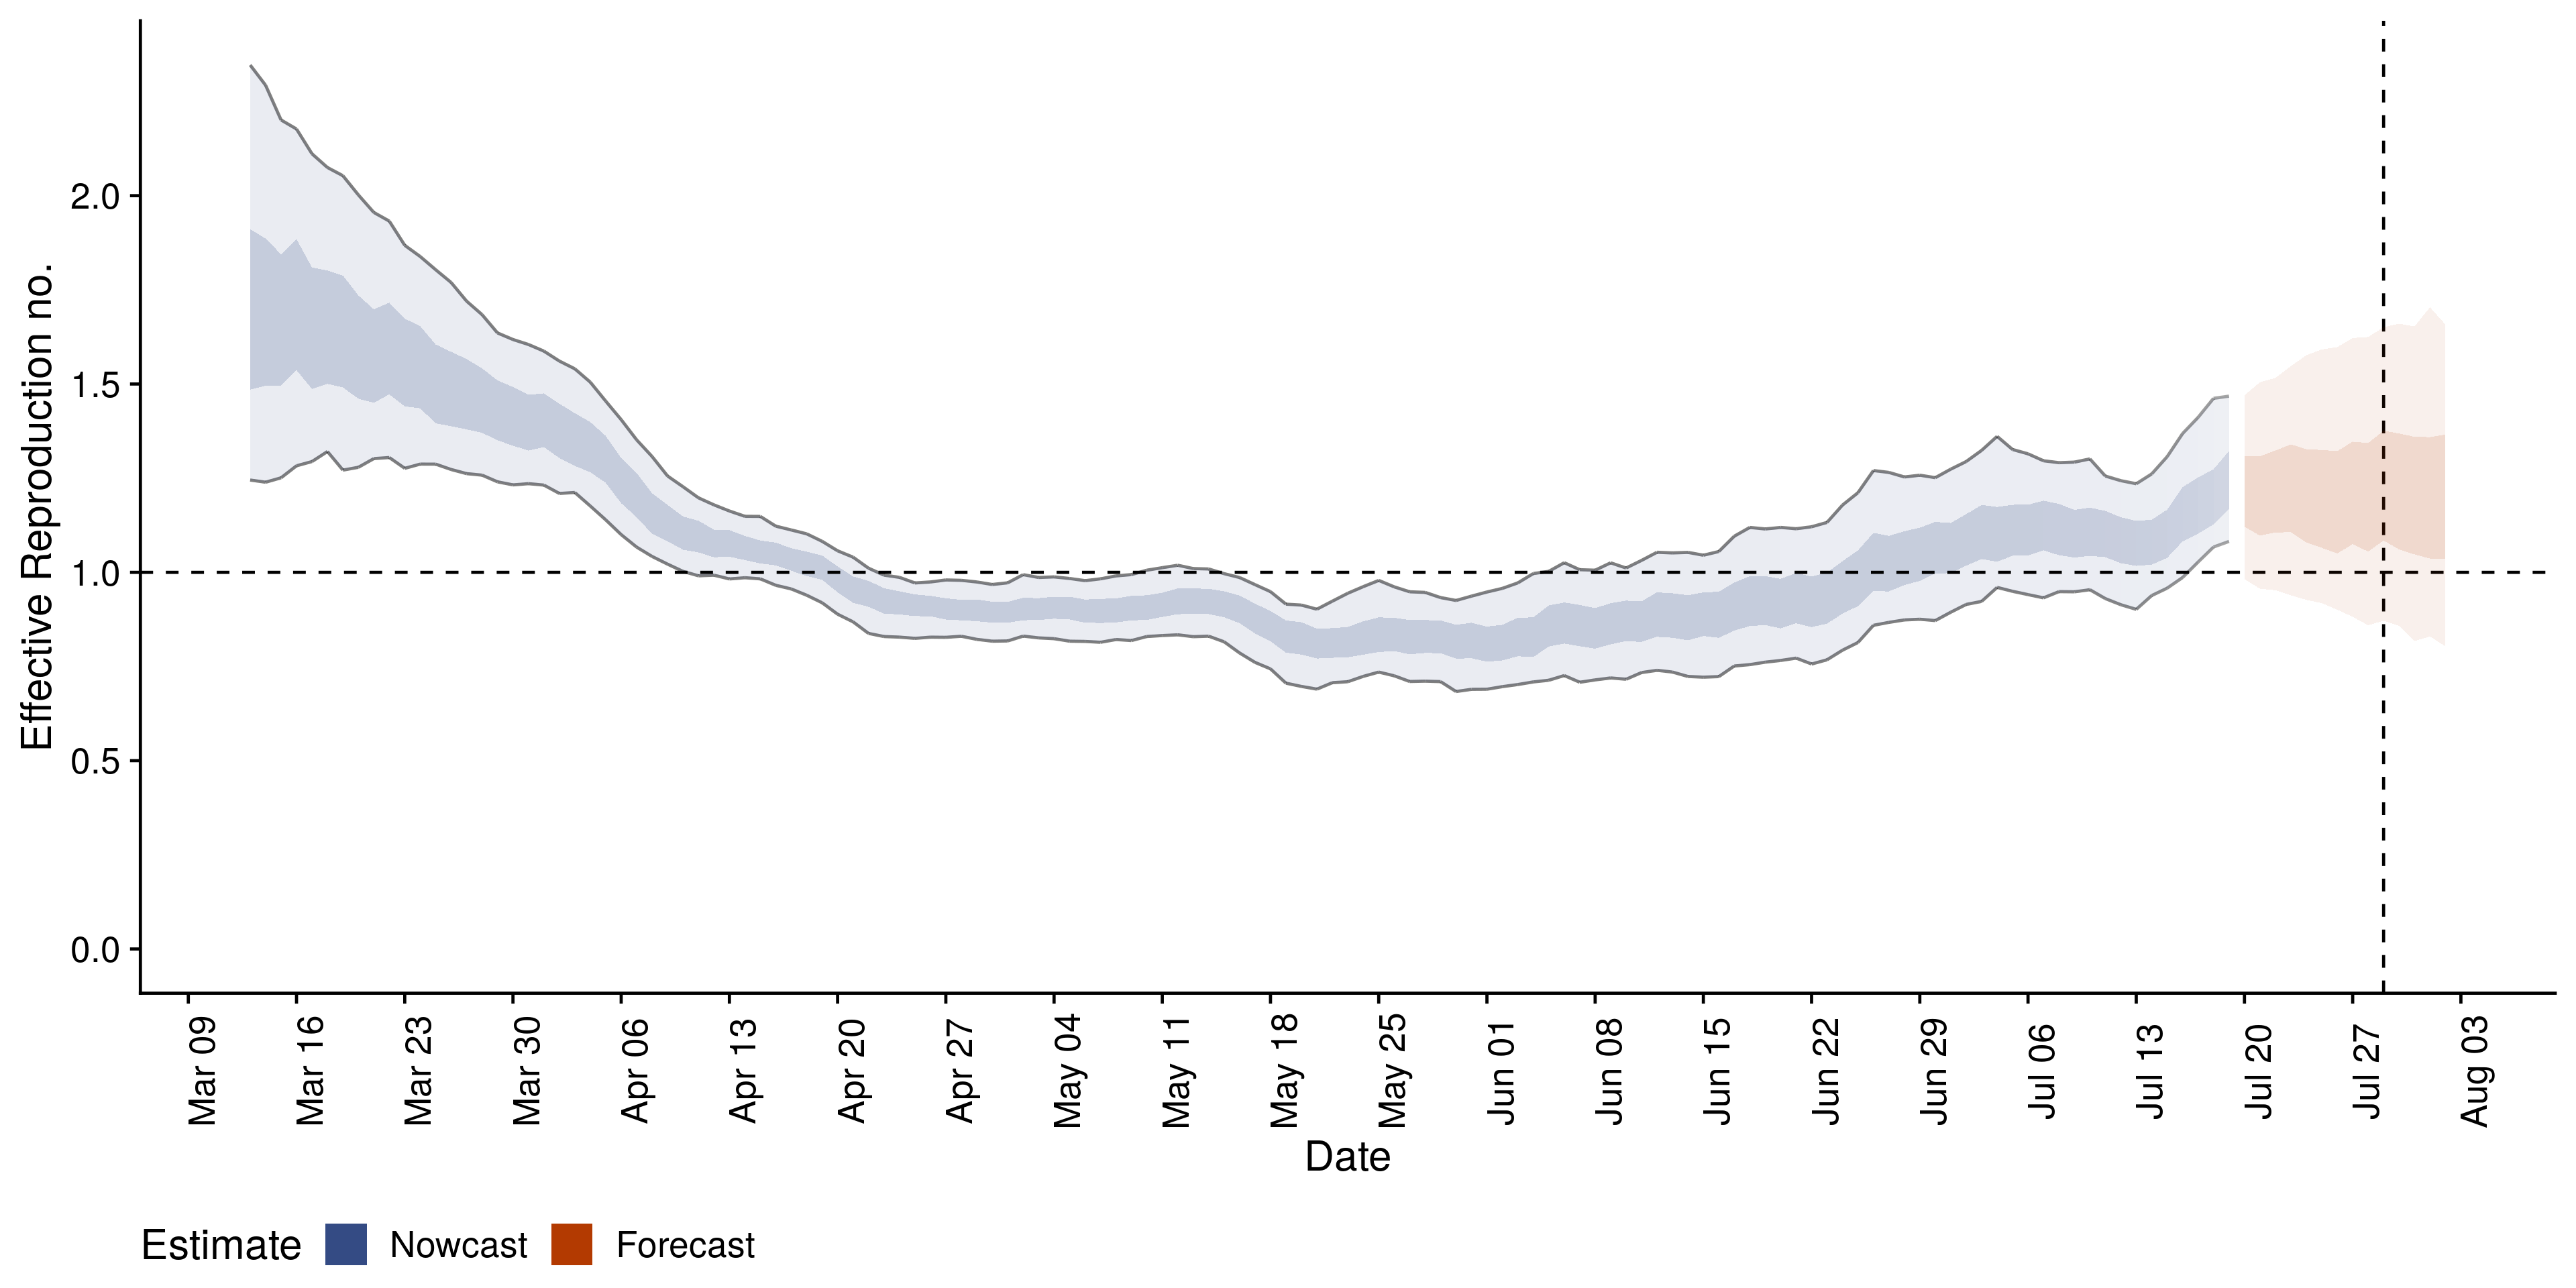 Effective Reproduction no.
2.0
1.5
1.0
0.5
0.0
Mar 09
Mar 16
Mar 23
Mar 30
Apr 06
Apr 13
Apr 20
Apr 27
May 04
May 11
May 18
May 25
Jun 01
Jun 08
Jun 15
Jun 22
Jun 29
Jul 06
Jul 13
Jul 20
Jul 27
Aug 03
Date
Estimate Nowcast Forecast